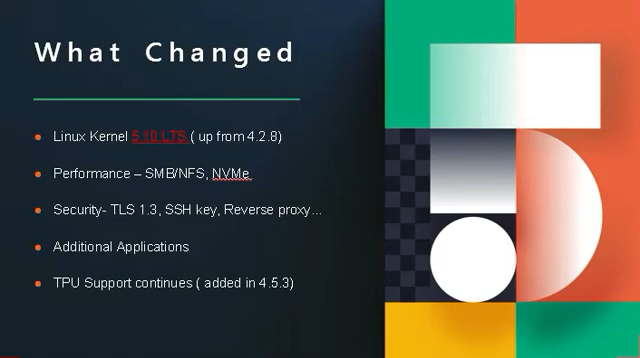 What Changed
Linux Kernel 5.10 LTS ( up from 4.2.8)
Performance – SMB/NFS, NVMe
Security- TLS 1.3, SSH key, Reverse proxy...
Additional Applications
TPU Support continues ( added in 4.5.3)